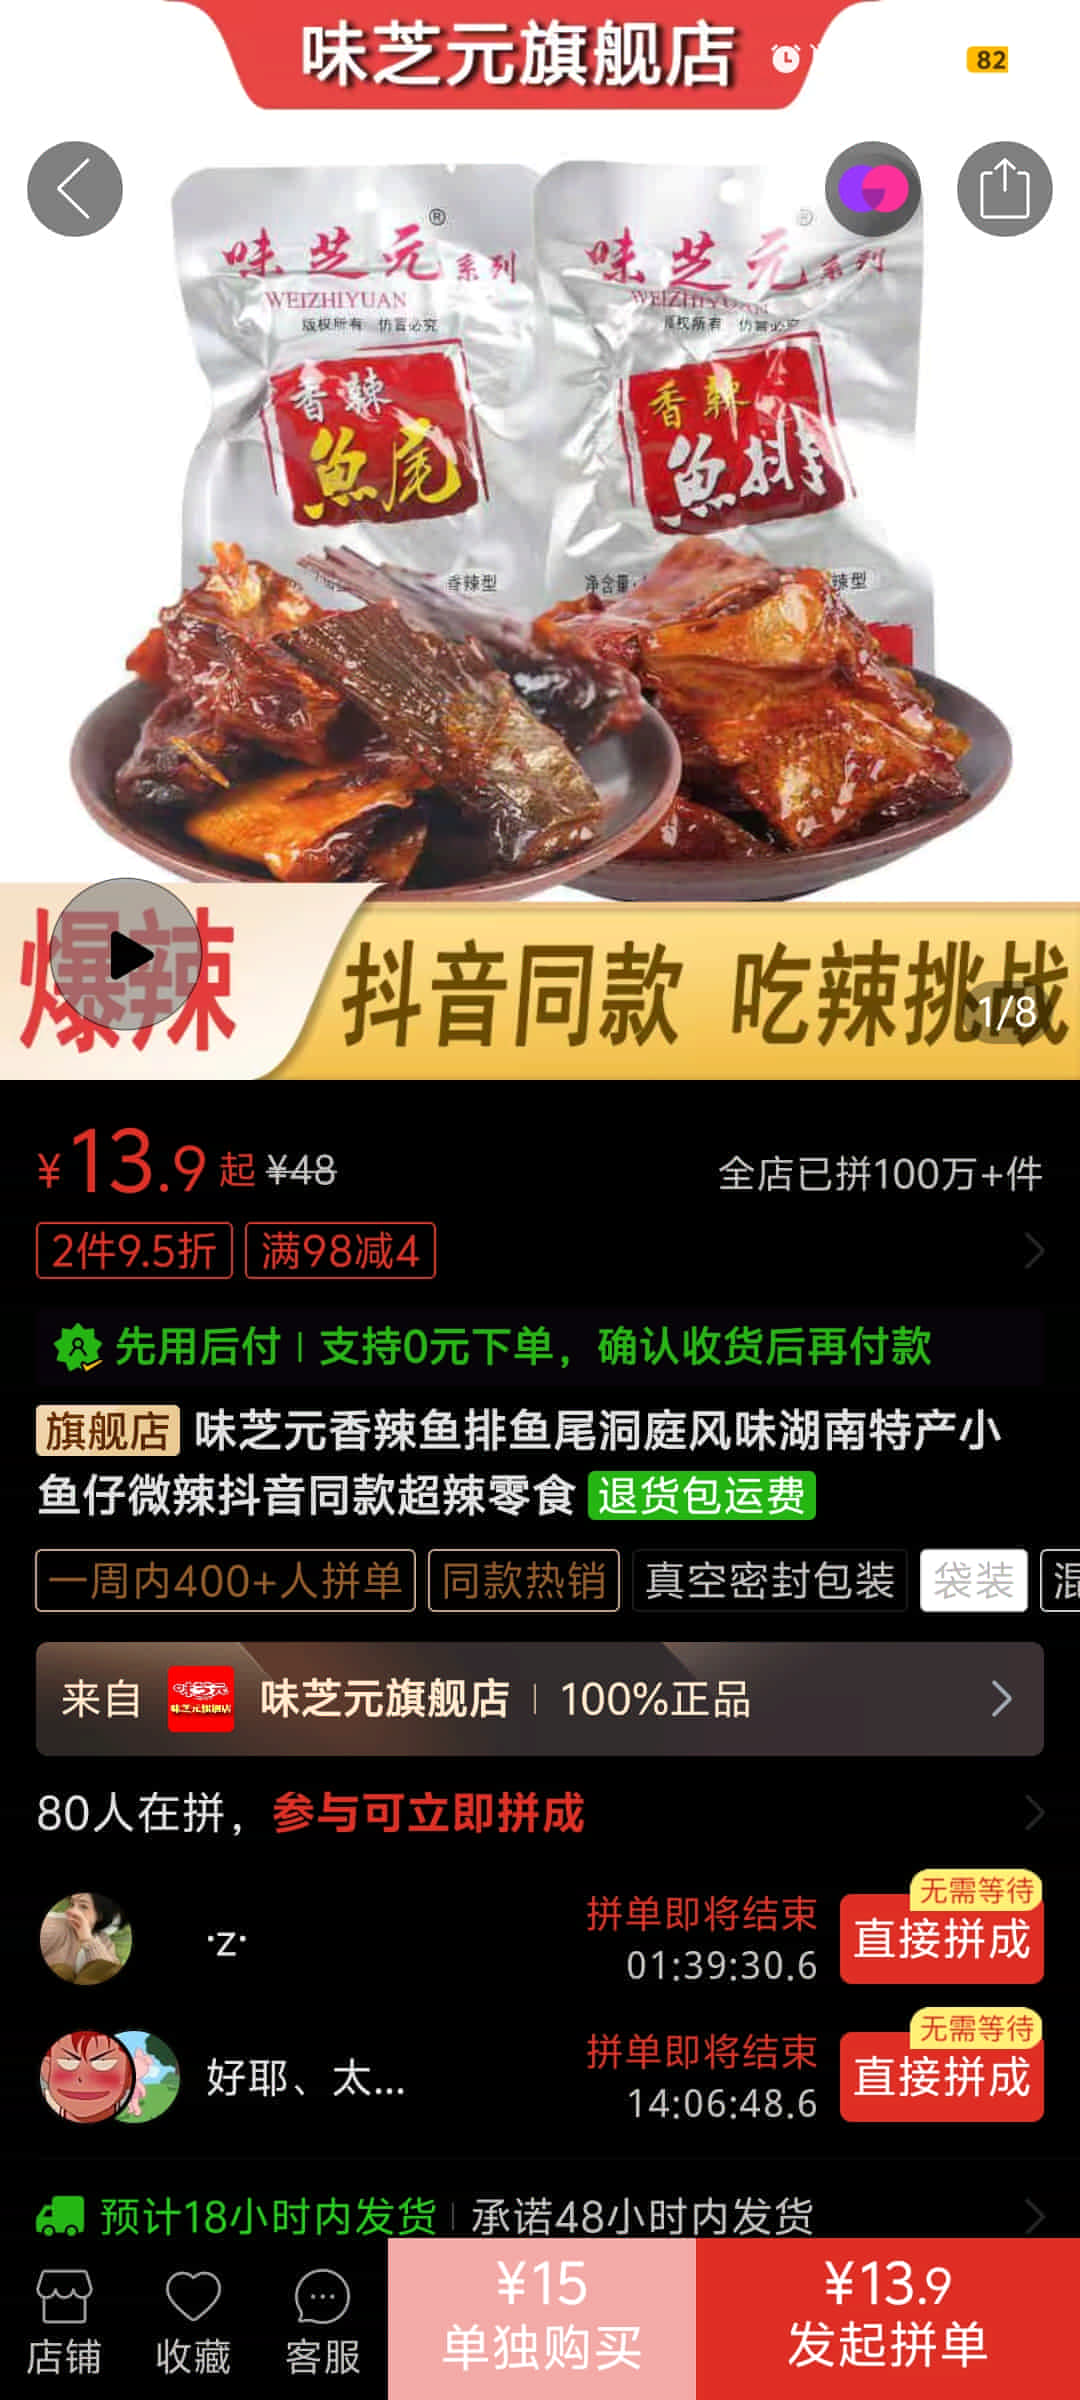 味芝元旗舰店
82
味芝元系列
WEIZHIYUAN
版权所有 仿冒必究
香辣
魚尾
香辣型
味芝元系列
WEIZHIYUAN
版权所有 仿冒必究
香辣
魚排
净含量:
辣型
爆辣
抖音同款 吃辣挑战
1/8
¥13.9起 ¥48
全店已拼100万+件
2件9.5折 满98减4
先用后付 | 支持0元下单，确认收货后再付款
旗舰店 味芝元香辣鱼排鱼尾洞庭风味湖南特产小
鱼仔微辣抖音同款超辣零食 退货包运费
一周内400+人拼单 同款热销 真空密封包装 袋装 混
来自 味芝元旗舰店 | 100%正品
80人在拼，参与可立即拼成
·z·
拼单即将结束
01:39:30.6
无需等待
直接拼成
好耶、太...
拼单即将结束
14:06:48.6
无需等待
直接拼成
预计18小时内发货 | 承诺48小时内发货
店铺
收藏
客服
¥15
单独购买
¥13.9
发起拼单